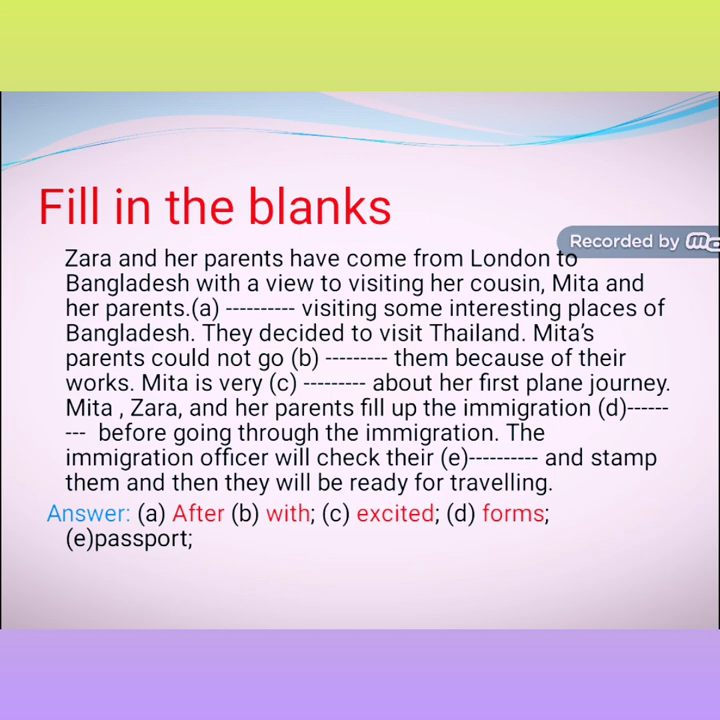 Fill in the blanks
Recorded by
Zara and her parents have come from London to
Bangladesh with a view to visiting her cousin, Mita and
her parents.(a) ---------- visiting some interesting places of
Bangladesh. They decided to visit Thailand. Mita's
parents could not go (b) --------- them because of their
works. Mita is very (c) --------- about her first plane journey.
Mita , Zara, and her parents fill up the immigration (d)------
--- before going through the immigration. The
immigration officer will check their (e)---------- and stamp
them and then they will be ready for travelling.
Answer: (a) After (b) with; (c) excited; (d) forms;
(e)passport;